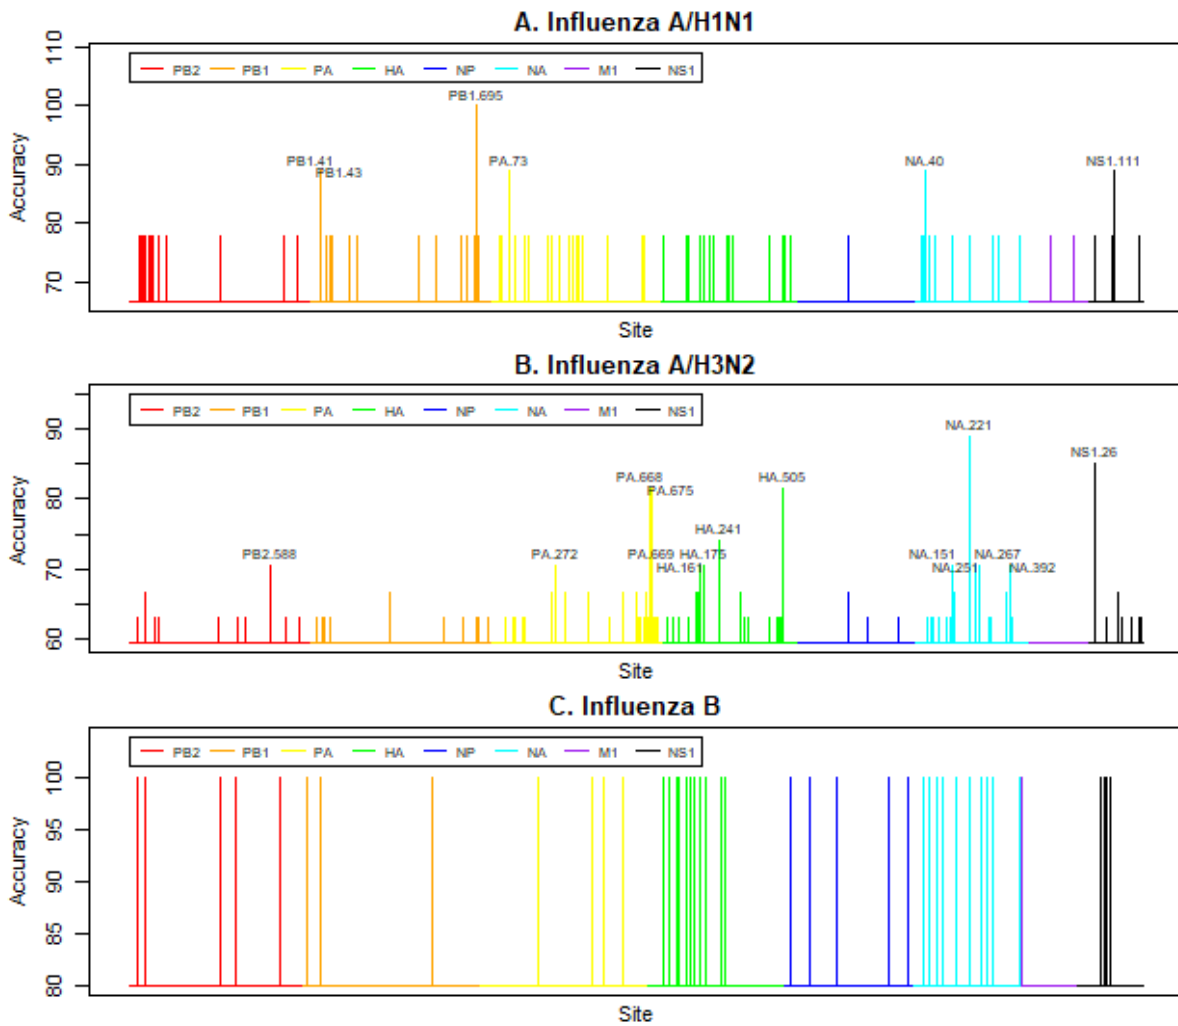 A. Influenza A/H1N1
110
100
90
80
70
Accuracy
PB2 PB1 PA HA NP NA M1 NS1
PB1.695
PB1.41
PB1.43
PA.73
NA.40
NS1.111
Site
B. Influenza A/H3N2
90
80
70
60
Accuracy
PB2 PB1 PA HA NP NA M1 NS1
NA.221
NS1.26
PA.668
PA.675
HA.505
HA.241
PB2.588
PA.272
PA.669
HA.175
HA.161
NA.151
NA.267
NA.251
NA.392
Site
C. Influenza B
100
95
90
85
80
Accuracy
PB2 PB1 PA HA NP NA M1 NS1
Site